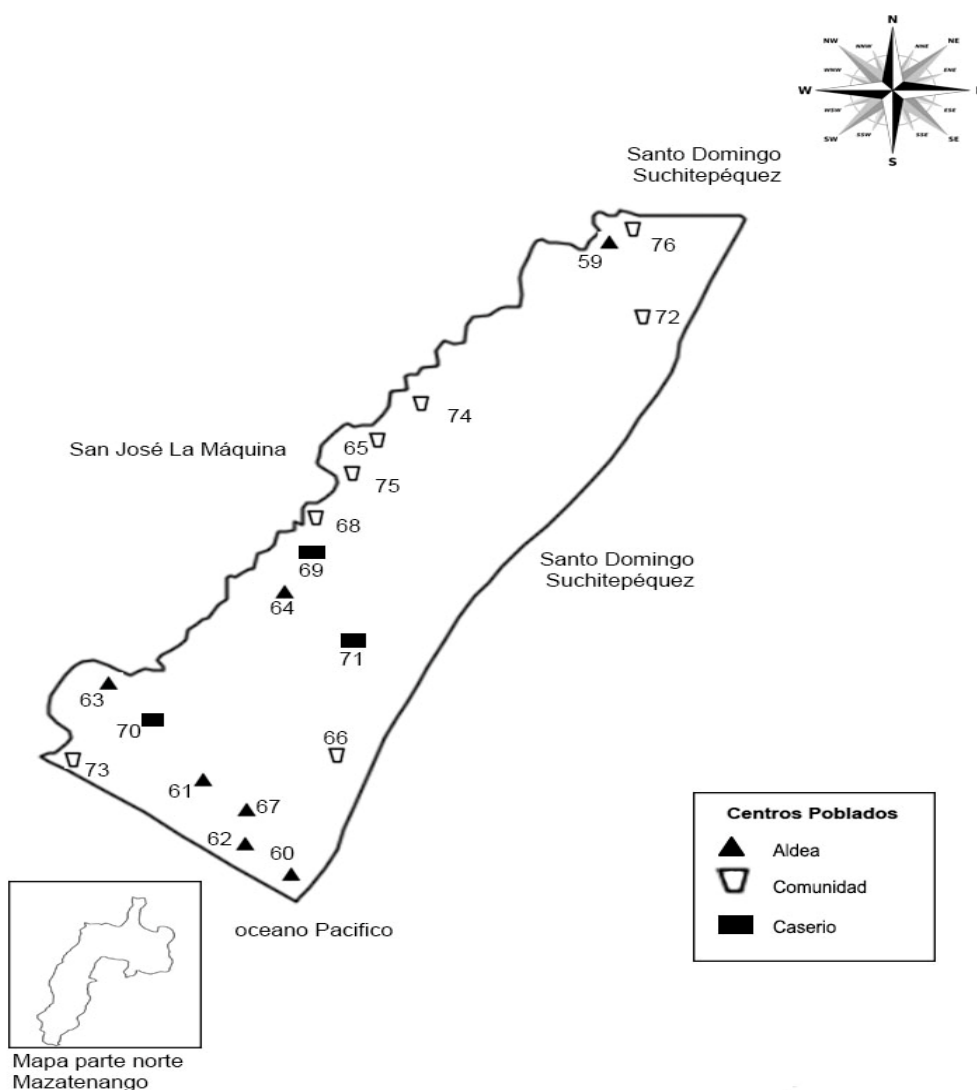 N
NNW
NNE
NW
NE
WNW
ENE
W
WSW
ESE
SW
SE
SSW
SSE
S
Santo Domingo
Suchitepéquez
76
59
72
74
San José La Máquina
65
75
68
69
Santo Domingo
Suchitepéquez
64
71
63
70
66
73
61
67
62
60
oceano Pacifico
Centros Poblados
Aldea
Comunidad
Caserio
Mapa parte norte
Mazatenango